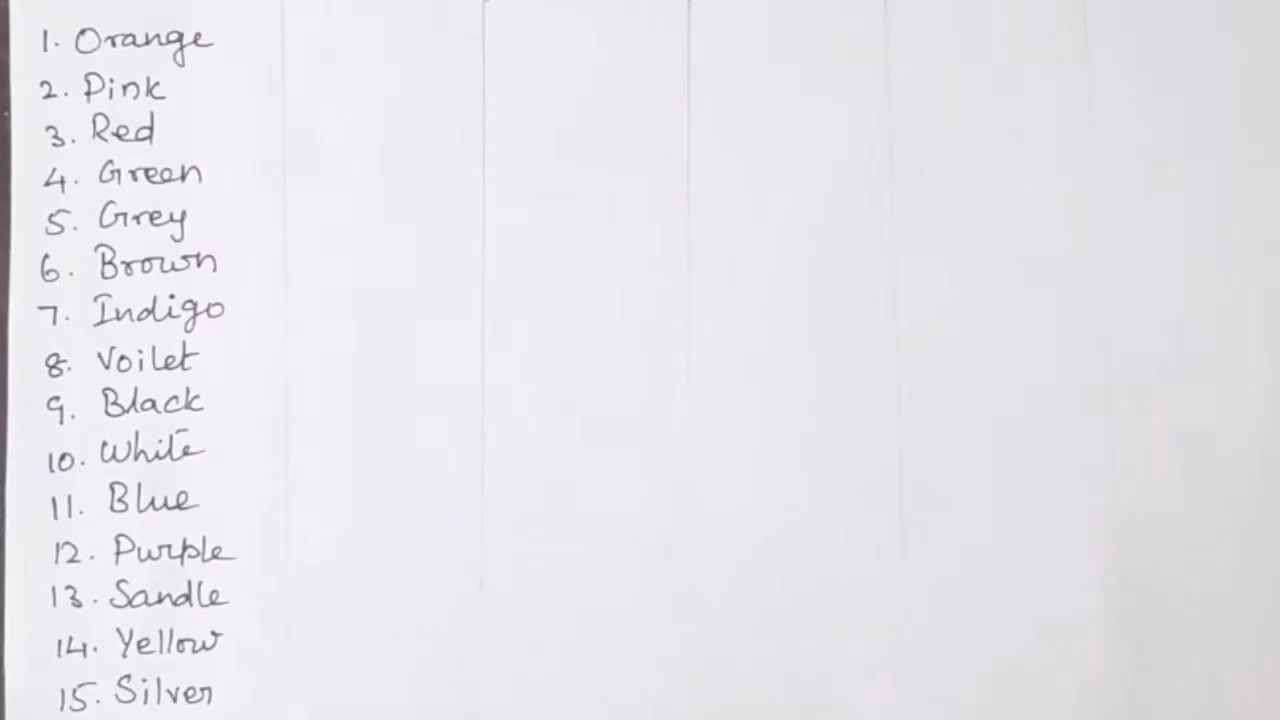 1. Orange
2. Pink
3. Red
4. Green
5. Grey
6. Brown
7. Indigo
8. Voilet
9. Black
10. White
11. Blue
12. Purple
13. Sandle
14. Yellow
15. Silver